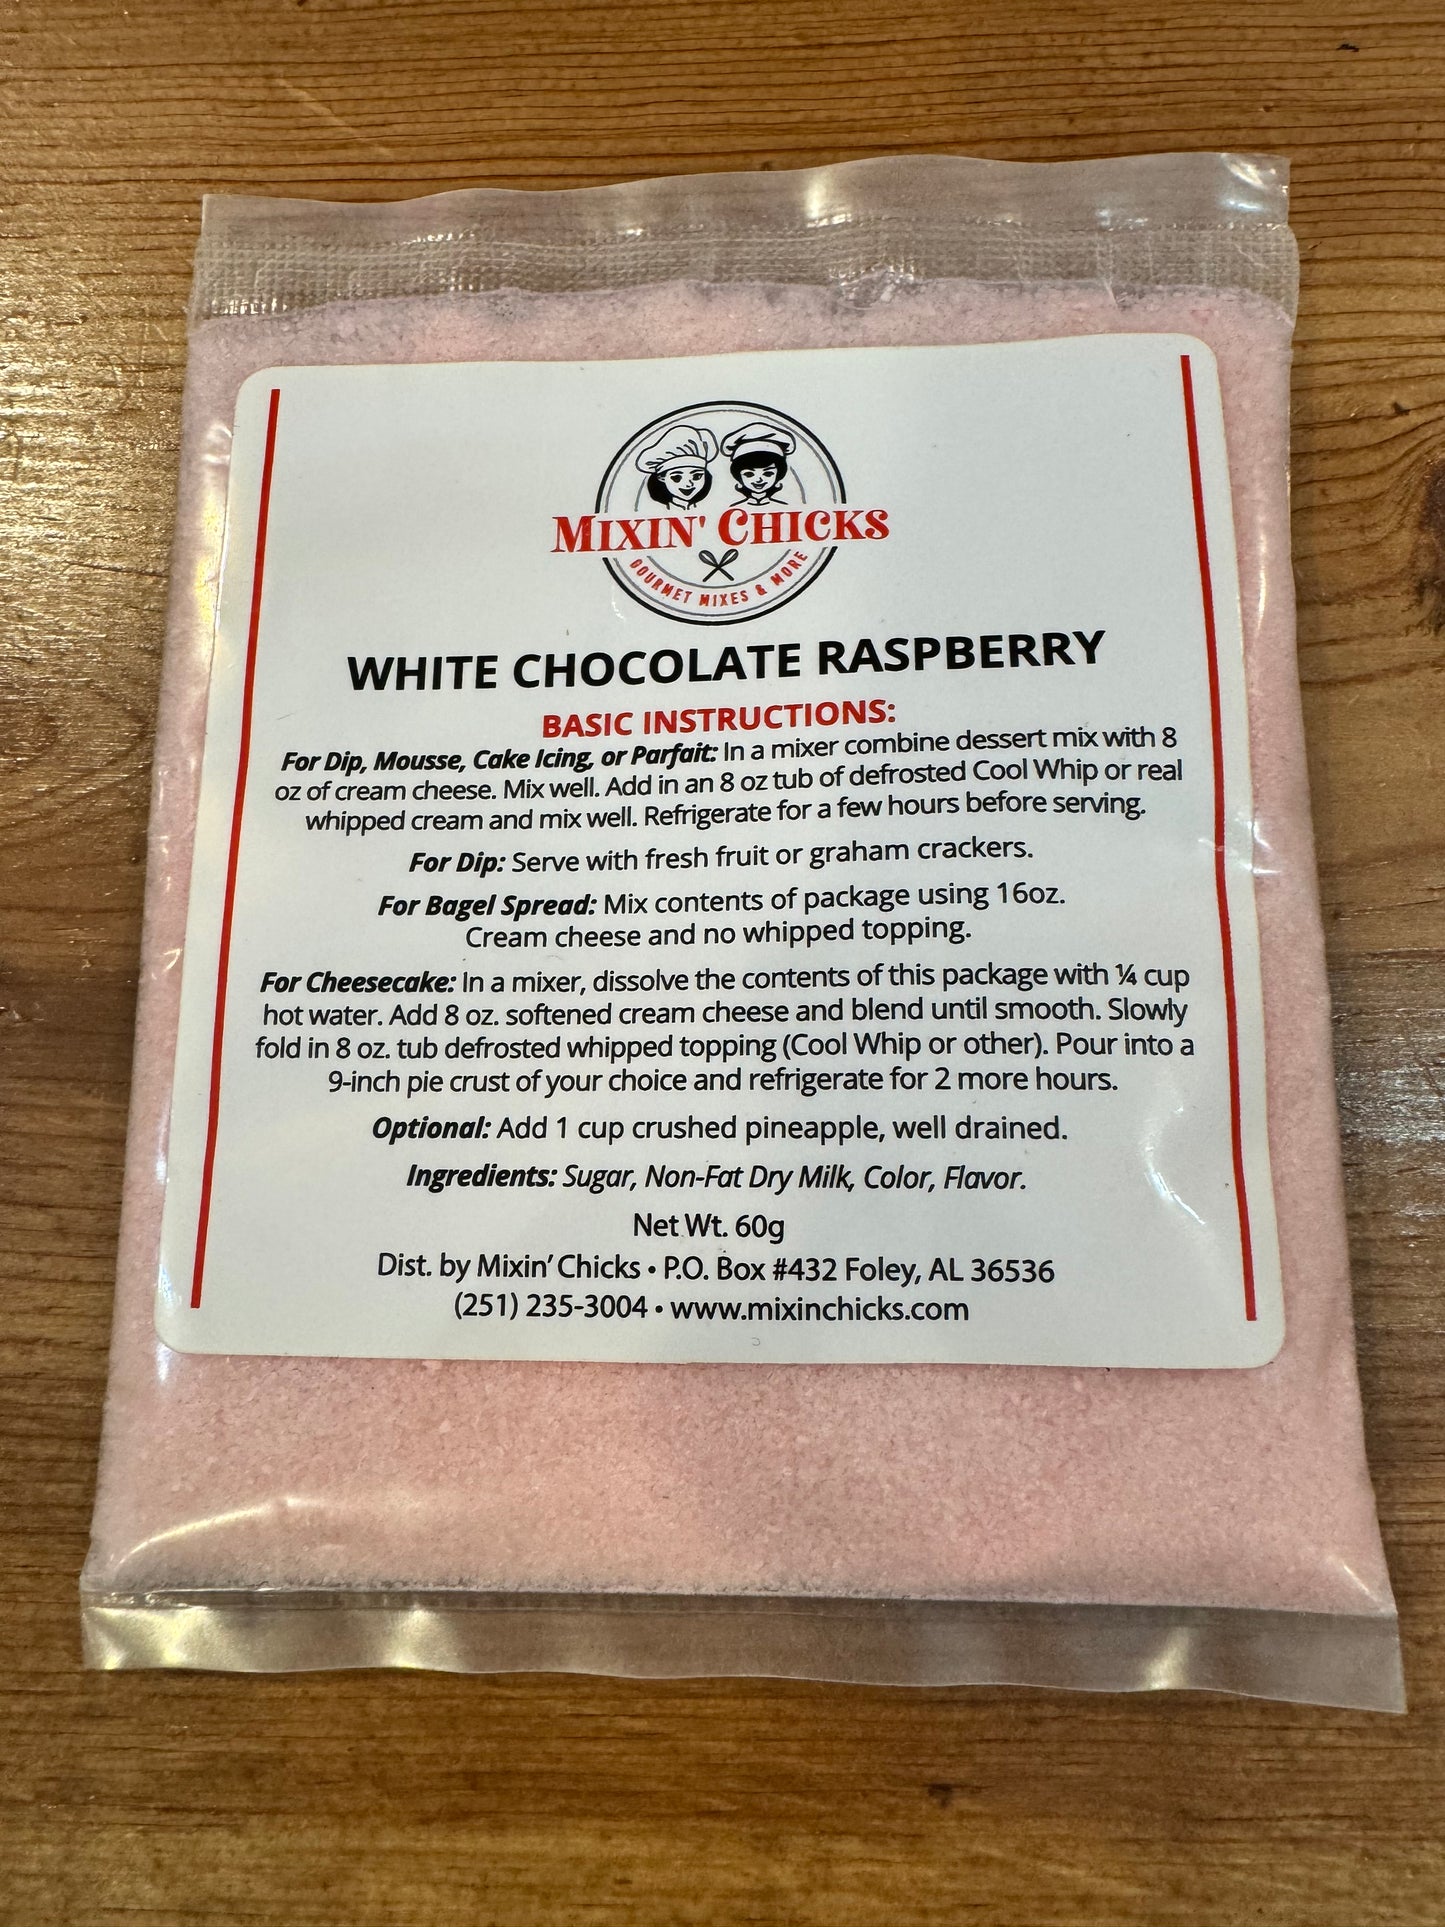 MIXIN' CHICKS
GOURMET MIXES & MORE
WHITE CHOCOLATE RASPBERRY
BASIC INSTRUCTIONS:
For Dip, Mousse, Cake Icing, or Parfait: In a mixer combine dessert mix with 8
oz of cream cheese. Mix well. Add in an 8 oz tub of defrosted Cool Whip or real
whipped cream and mix well. Refrigerate for a few hours before serving.
For Dip: Serve with fresh fruit or graham crackers.
For Bagel Spread: Mix contents of package using 16oz.
Cream cheese and no whipped topping.
For Cheesecake: In a mixer, dissolve the contents of this package with ¼ cup
hot water. Add 8 oz. softened cream cheese and blend until smooth. Slowly
fold in 8 oz. tub defrosted whipped topping (Cool Whip or other). Pour into a
9-inch pie crust of your choice and refrigerate for 2 more hours.
Optional: Add 1 cup crushed pineapple, well drained.
Ingredients: Sugar, Non-Fat Dry Milk, Color, Flavor.
Net Wt. 60g
Dist. by Mixin' Chicks • P.O. Box #432 Foley, AL 36536
(251) 235-3004 • www.mixinchicks.com